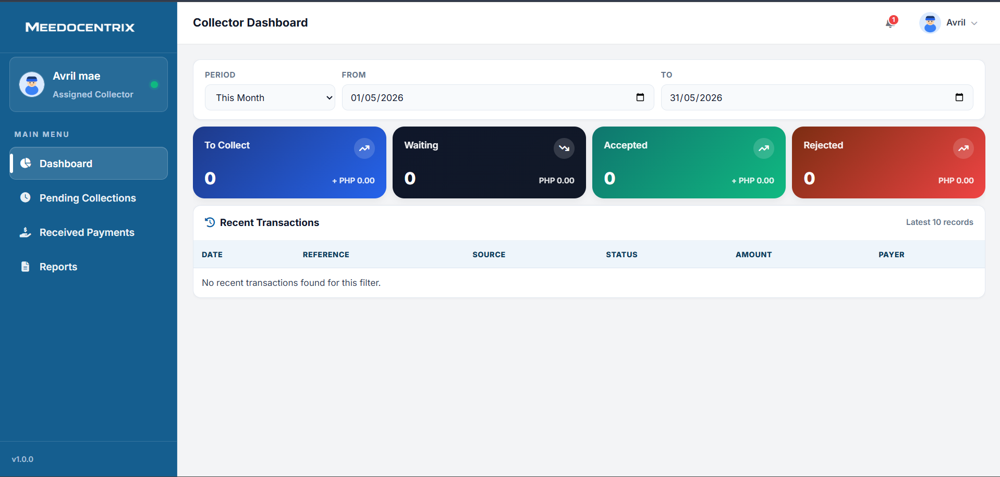 MEEDOCENTRIX
Avril mae
Assigned Collector
MAIN MENU
Dashboard
Pending Collections
Received Payments
Reports
v1.0.0
Collector Dashboard
1
Avril
PERIOD
This Month
FROM
01/05/2026
TO
31/05/2026
To Collect
0
+ PHP 0.00
Waiting
0
PHP 0.00
Accepted
0
+ PHP 0.00
Rejected
0
PHP 0.00
Recent Transactions
Latest 10 records
DATE REFERENCE SOURCE STATUS AMOUNT PAYER
No recent transactions found for this filter.